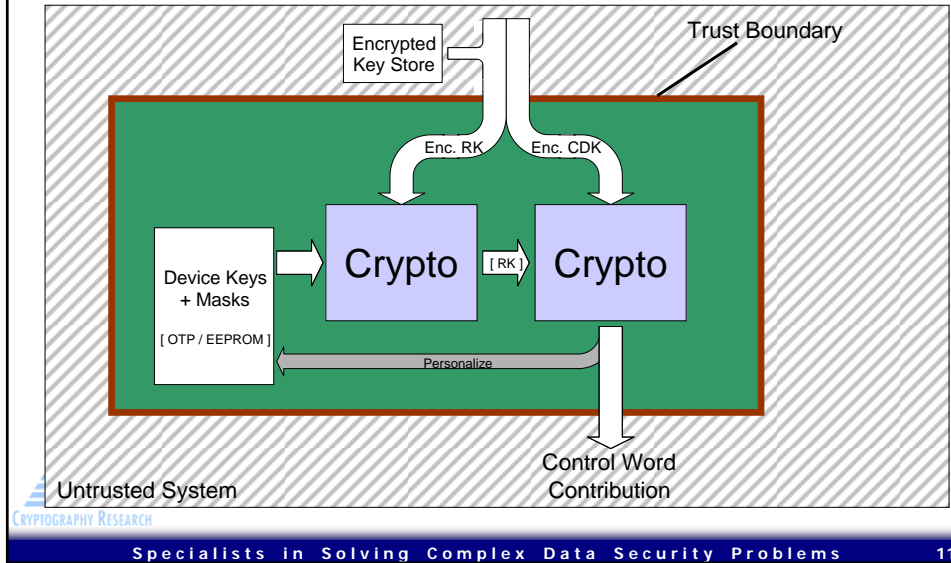 Trust Boundary
Encrypted
Key Store
Enc. RK
Enc. CDK
Device Keys
+ Masks
[ OTP / EEPROM ]
Crypto
[ RK ]
Crypto
Personalize
Control Word
Contribution
Untrusted System
CRYPTOGRAPHY RESEARCH
Specialists in Solving Complex Data Security Problems
11